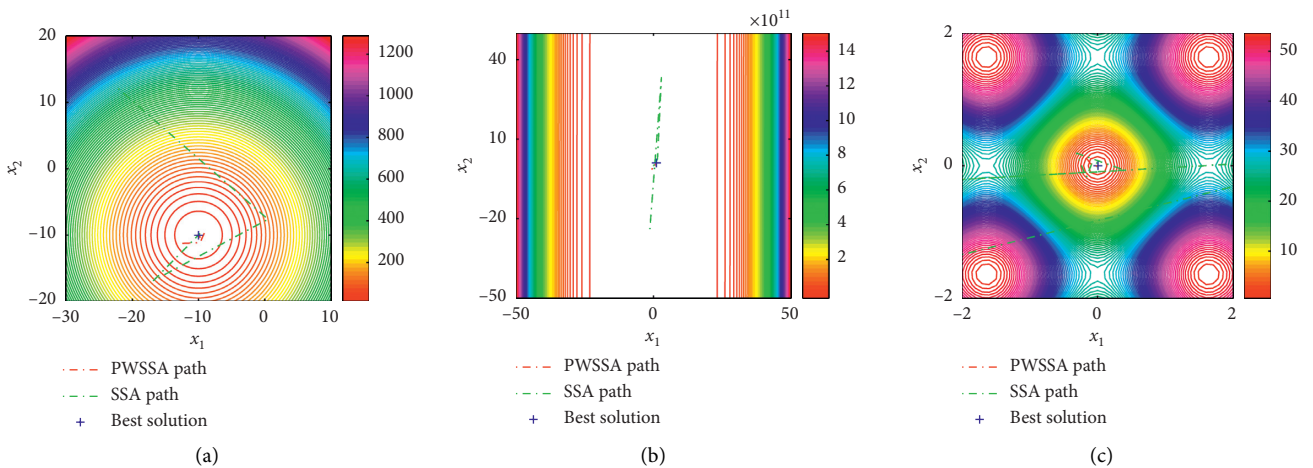 20
10
0
−10
−20
x2
−30
−20
−10
0
10
x1
1200
1000
800
600
400
200
PWSSA path
SSA path
Best solution
(a)
×10^11
40
10
−20
−50
x2
−50
0
50
x1
14
12
10
8
6
4
2
PWSSA path
SSA path
Best solution
(b)
2
0
−2
x2
−2
0
2
x1
50
40
30
20
10
PWSSA path
SSA path
Best solution
(c)